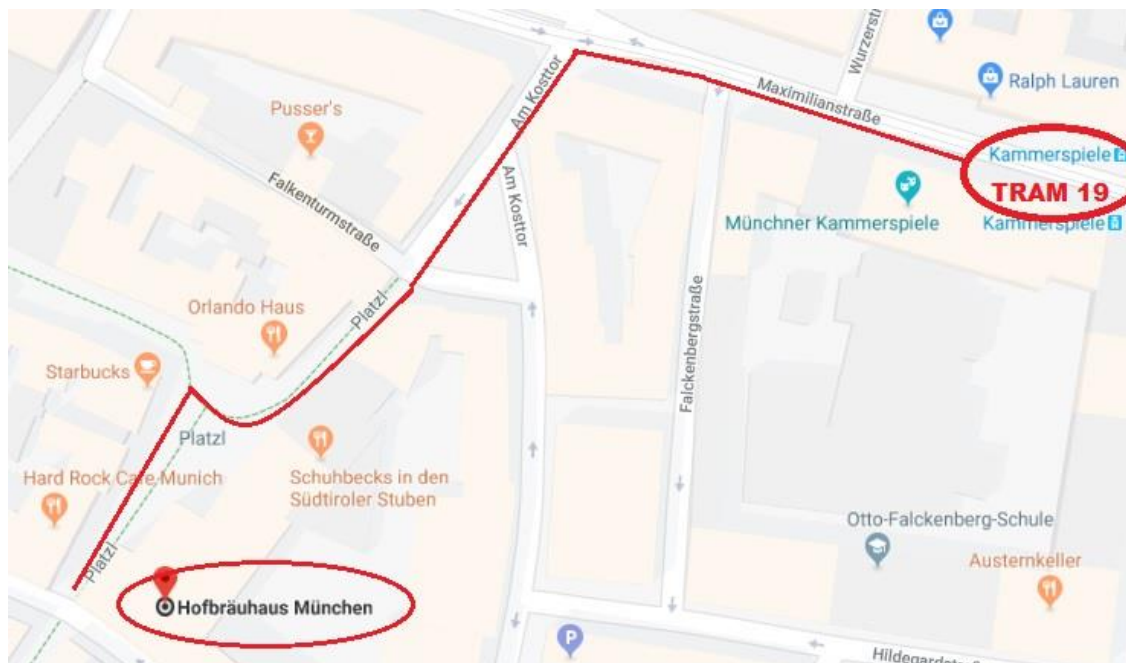 Wurzerst
Ralph Lauren
Maximilianstraße
Pusser's
Am Kosttor
Kammerspiele
TRAM 19
Kammerspiele
Falkenturmstraße
Am Kosttor
Münchner Kammerspiele
Orlando Haus
Platzl
Falckenbergstraße
Starbucks
Platzl
Hard Rock Cafe Munich
Schuhbecks in den
Südtiroler Stuben
Otto-Falckenberg-Schule
Austernkeller
Platzl
Hofbräuhaus München
P